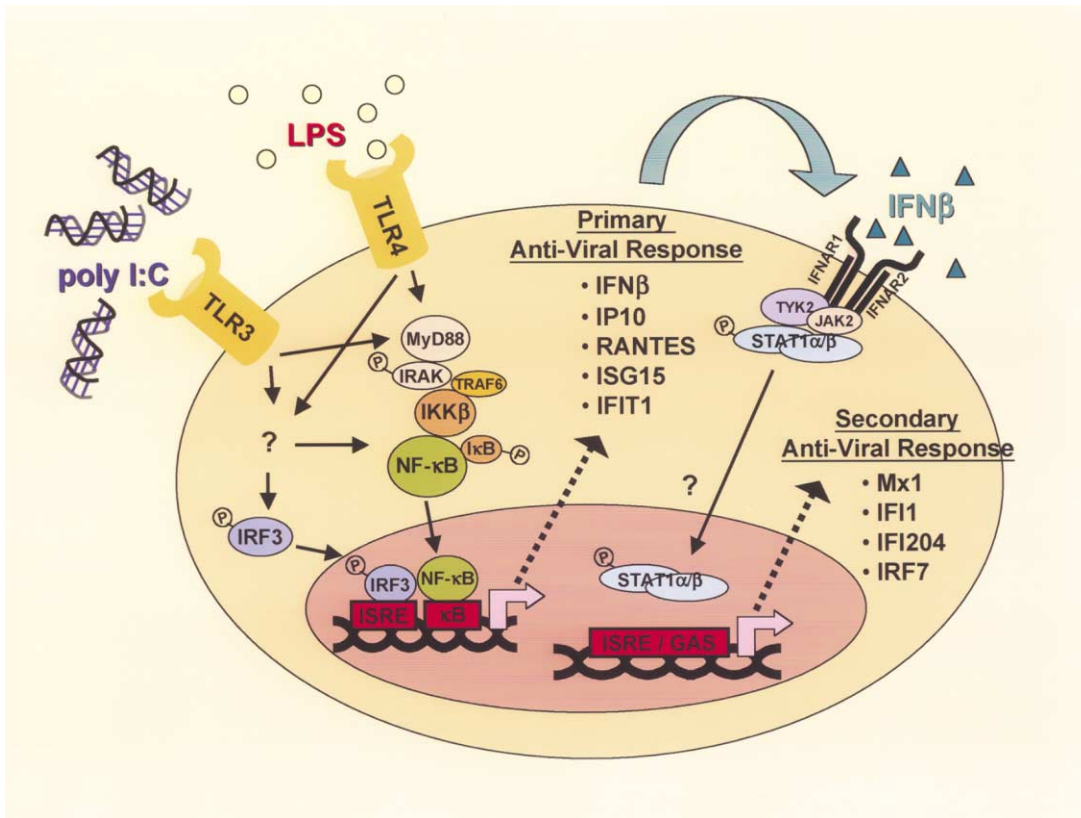 LPS
poly I:C
TLR4
TLR3
MyD88
P
IRAK
TRAF6
IKKβ
IκB
P
NF-κB
?
P
IRF3
P
IRF3
NF-κB
ISRE
κB
Primary
Anti-Viral Response
• IFNβ
• IP10
• RANTES
• ISG15
• IFIT1
IFNβ
IFNAR1
IFNAR2
TYK2
JAK2
P
STAT1α/β
?
P
STAT1α/β
ISRE / GAS
Secondary
Anti-Viral Response
• Mx1
• IFI1
• IFI204
• IRF7